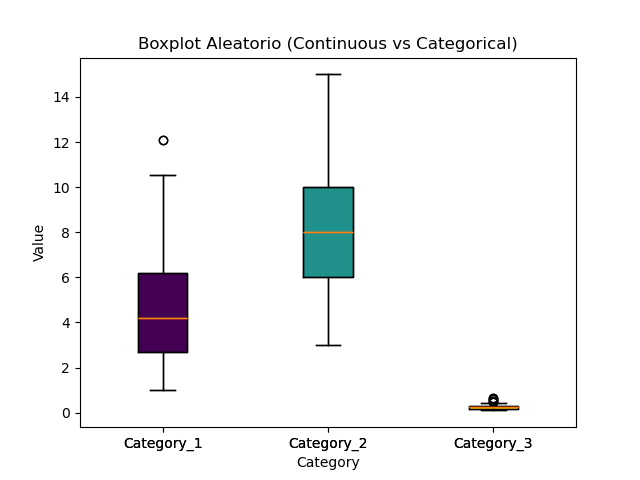 Boxplot Aleatorio (Continuous vs Categorical)
Value
14
12
10
8
6
4
2
0
Category_1
Category_2
Category_3
Category